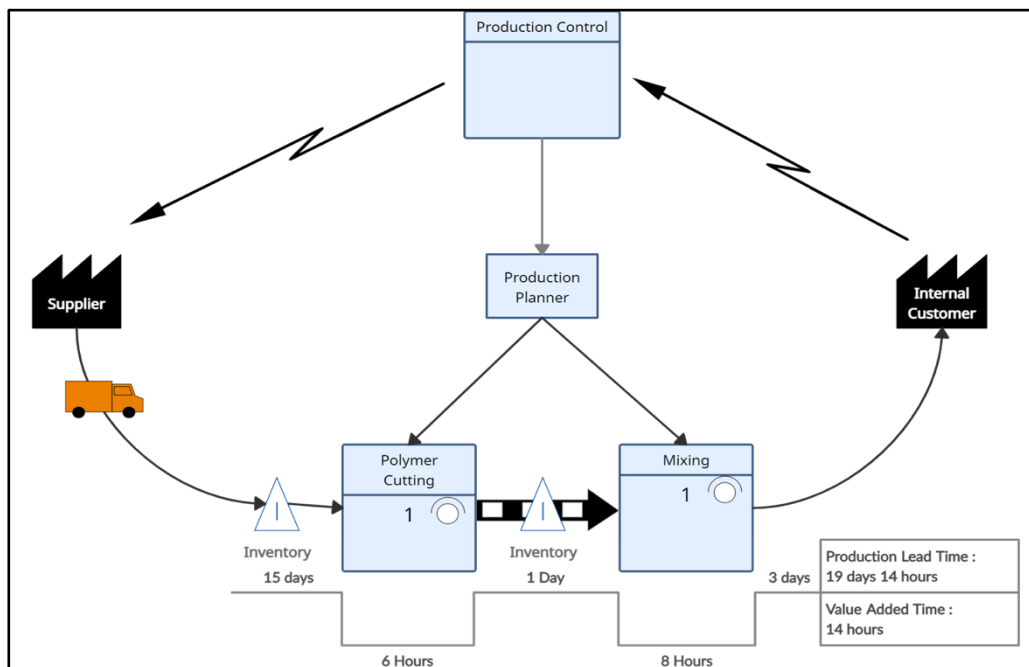 Production Control
Production
Planner
Supplier
Internal
Customer
Polymer
Cutting
1
Mixing
1
I
Inventory
I
Inventory
15 days
1 Day
3 days
6 Hours
8 Hours
Production Lead Time :
19 days 14 hours
Value Added Time :
14 hours